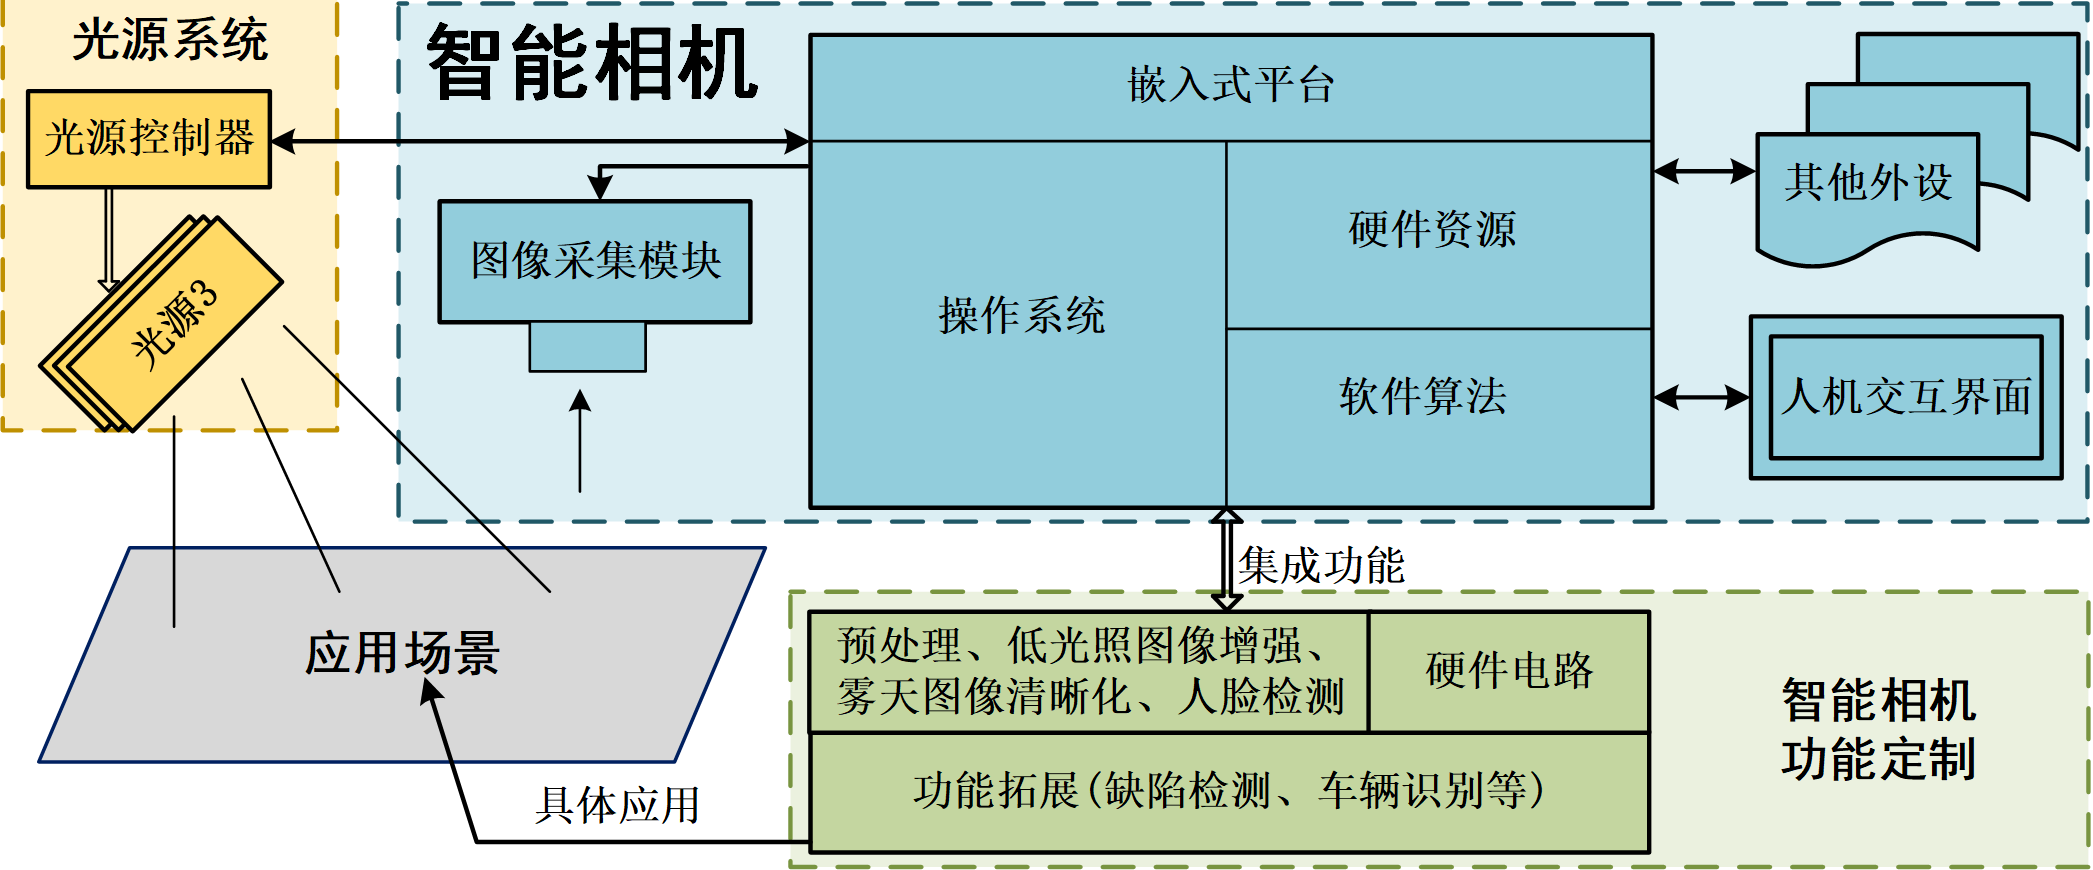 光源系统
光源控制器
光源3
智能相机
嵌入式平台
操作系统
硬件资源
软件算法
图像采集模块
其他外设
人机交互界面
集成功能
应用场景
具体应用
预处理、低光照图像增强、
雾天图像清晰化、人脸检测
硬件电路
功能拓展(缺陷检测、车辆识别等)
智能相机
功能定制